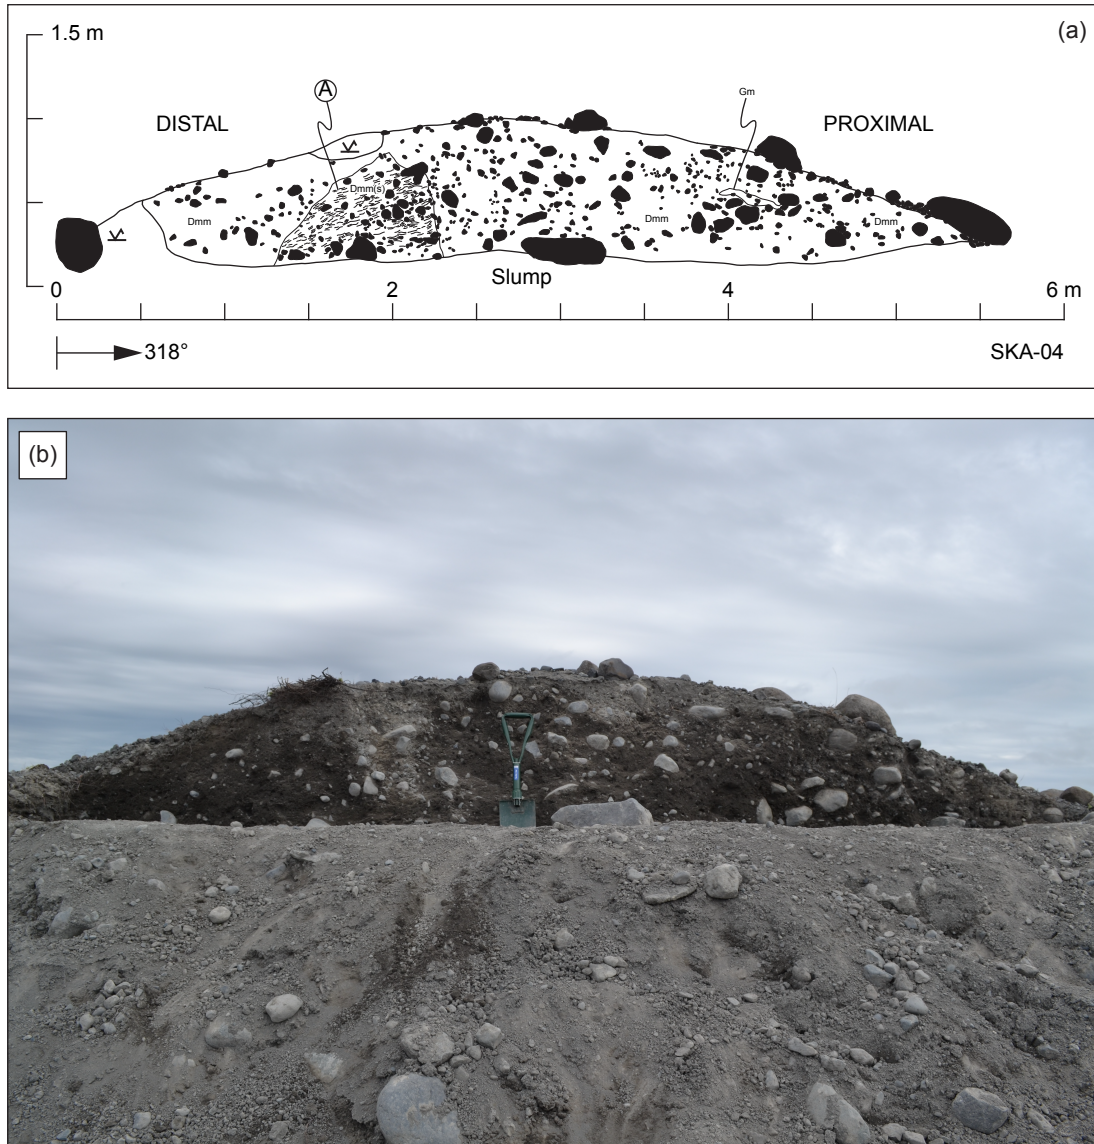 1.5 m
(a)
A
Gm
DISTAL
PROXIMAL
Dmm(s)
Dmm
Dmm
Dmm
Slump
0
2
4
6 m
318°
SKA-04
(b)